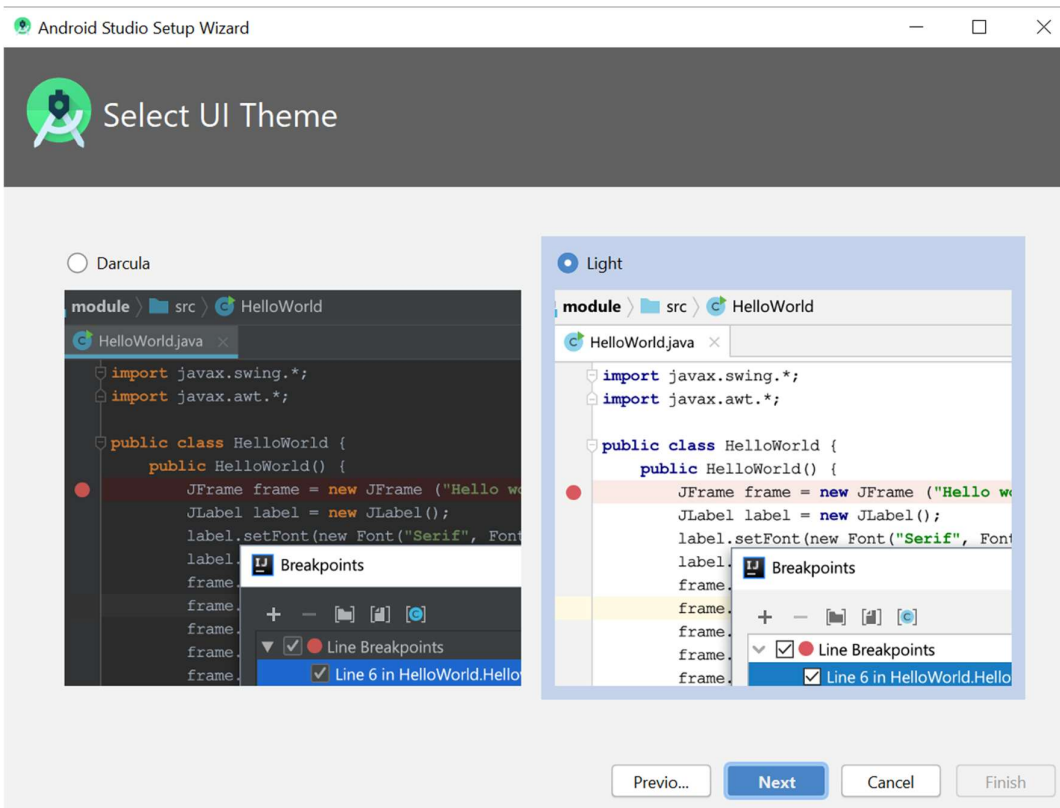 Android Studio Setup Wizard
Select UI Theme
Darcula
module src HelloWorld
HelloWorld.java
import javax.swing.*;
import javax.awt.*;
public class HelloWorld {
public HelloWorld() {
JFrame frame = new JFrame ("Hello wo
JLabel label = new JLabel();
label.setFont(new Font("Serif", Font
label.
frame.
frame.
frame.
frame.
frame.
IJ Breakpoints
Line Breakpoints
Line 6 in HelloWorld.Hello
Light
module src HelloWorld
HelloWorld.java
import javax.swing.*;
import javax.awt.*;
public class HelloWorld {
public HelloWorld() {
JFrame frame = new JFrame ("Hello wo
JLabel label = new JLabel();
label.setFont(new Font("Serif", Font
label.
frame.
frame.
frame.
frame.
frame.
IJ Breakpoints
Line Breakpoints
Line 6 in HelloWorld.Hello
Previo... Next Cancel Finish